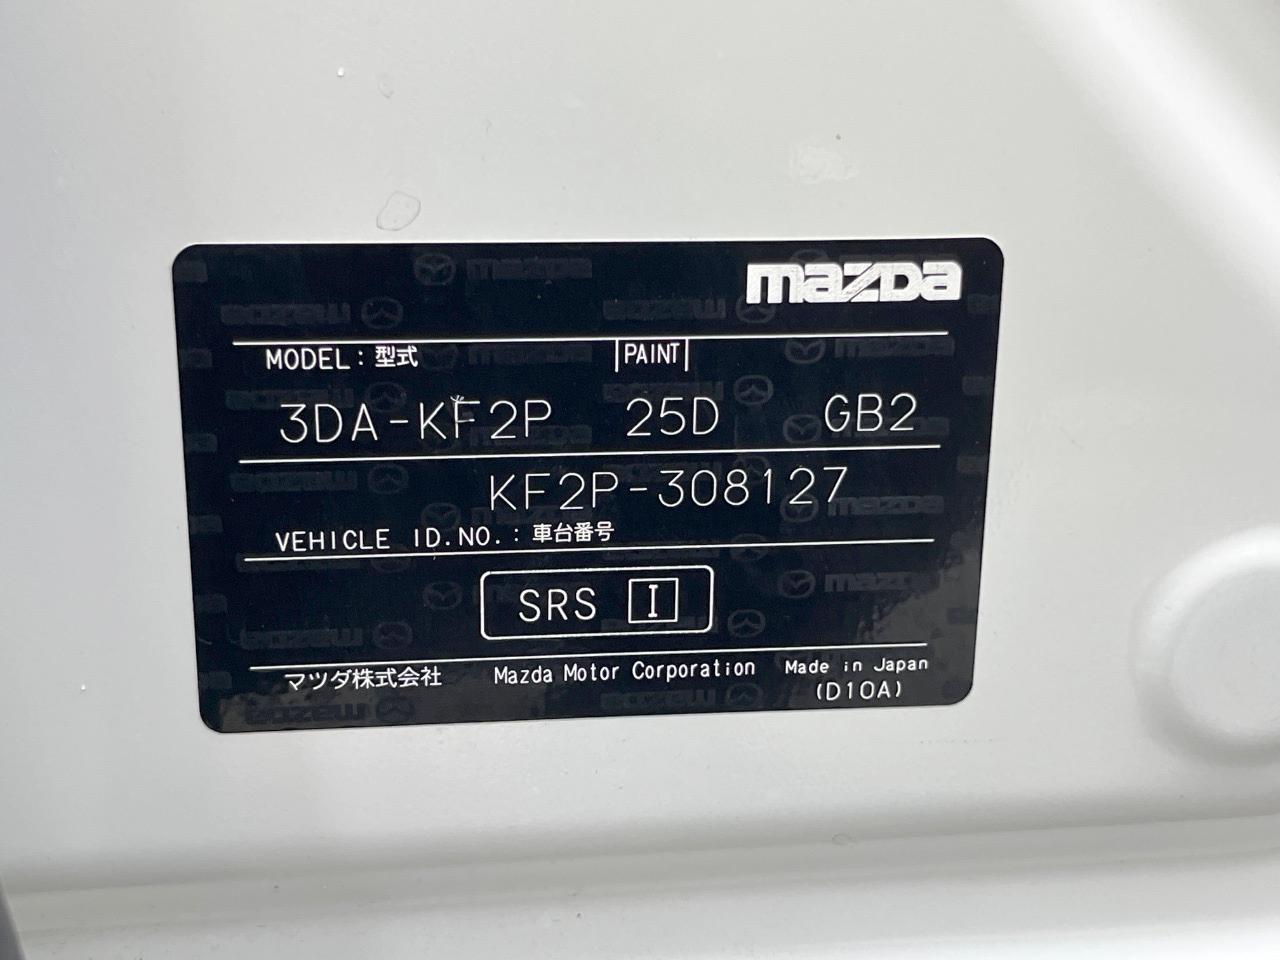 mazda
MODEL : 型式 PAINT
3DA-KF2P 25D GB2
KF2P-308127
VEHICLE ID.NO. : 車台番号
SRS I
マツダ株式会社 Mazda Motor Corporation Made in Japan
(D10A)